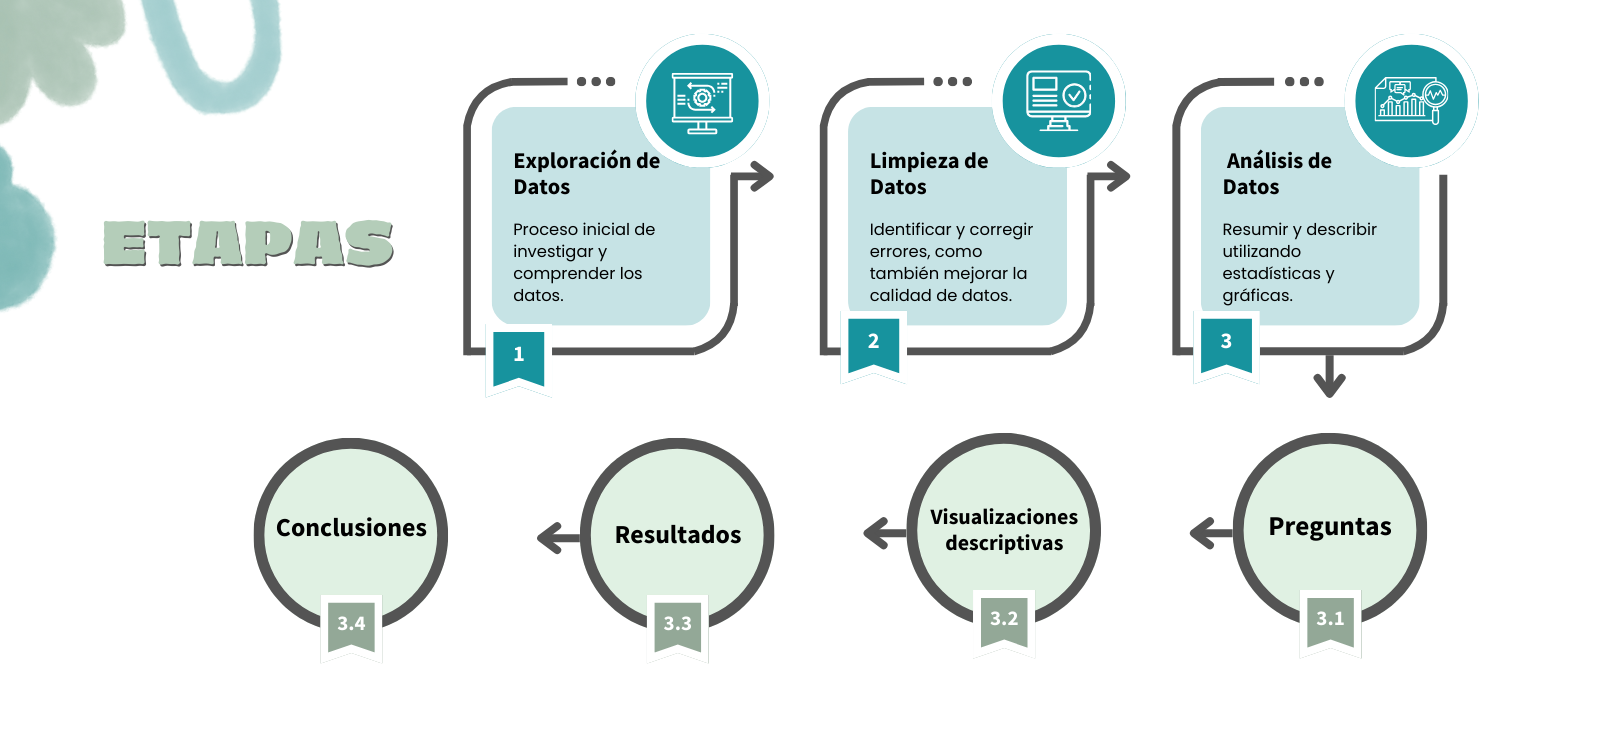 ETAPAS
Exploración de
Datos
Proceso inicial de
investigar y
comprender los
datos.
1
Limpieza de
Datos
Identificar y corregir
errores, como
también mejorar la
calidad de datos.
2
Análisis de
Datos
Resumir y describir
utilizando
estadísticas y
gráficas.
3
Preguntas
3.1
Visualizaciones
descriptivas
3.2
Resultados
3.3
Conclusiones
3.4